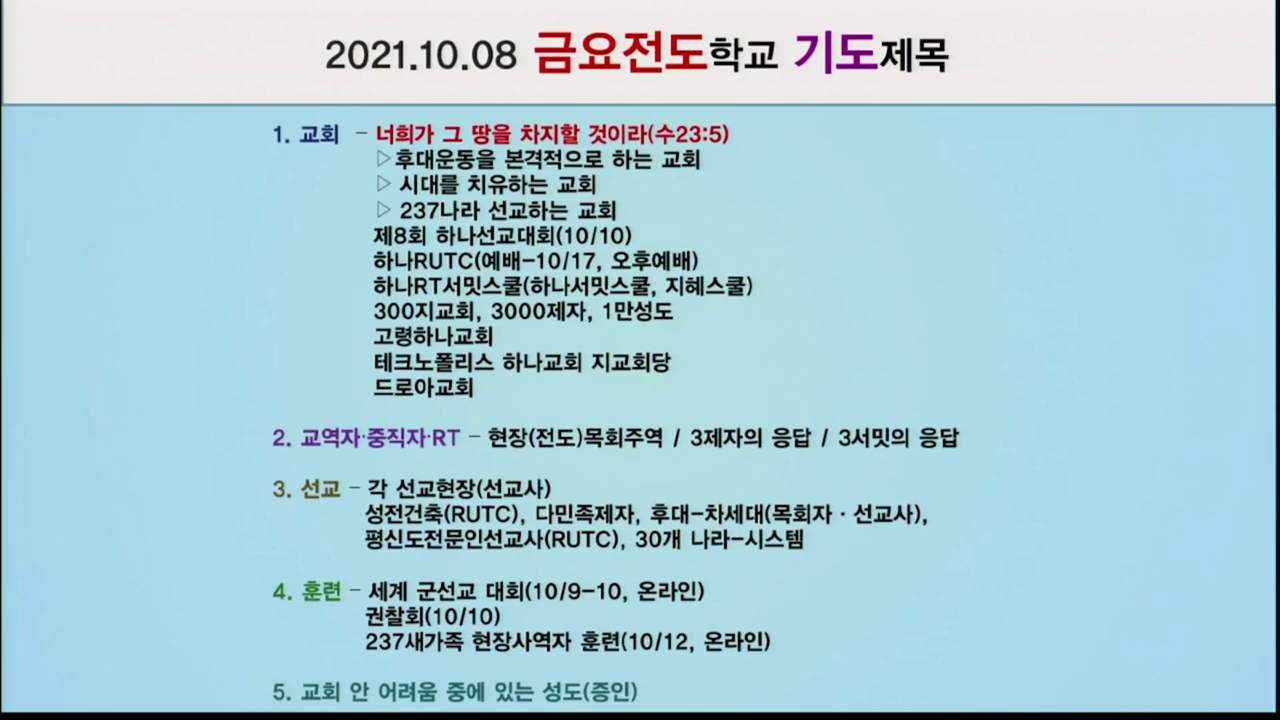 2021.10.08 금요전도학교 기도제목
1. 교회 - 너희가 그 땅을 차지할 것이라(수23:5)
▷후대운동을 본격적으로 하는 교회
▷ 시대를 치유하는 교회
▷ 237나라 선교하는 교회
제8회 하나선교대회(10/10)
하나RUTC(예배-10/17, 오후예배)
하나RT서밋스쿨(하나서밋스쿨, 지혜스쿨)
300지교회, 3000제자, 1만성도
고령하나교회
테크노폴리스 하나교회 지교회당
드로아교회
2. 교역자·중직자·RT - 현장(전도)목회주역 / 3제자의 응답 / 3서밋의 응답
3. 선교 - 각 선교현장(선교사)
성전건축(RUTC), 다민족제자, 후대-차세대(목회자 · 선교사),
평신도전문인선교사(RUTC), 30개 나라-시스템
4. 훈련 - 세계 군선교 대회(10/9-10, 온라인)
권찰회(10/10)
237새가족 현장사역자 훈련(10/12, 온라인)
5. 교회 안 어려움 중에 있는 성도(증인)